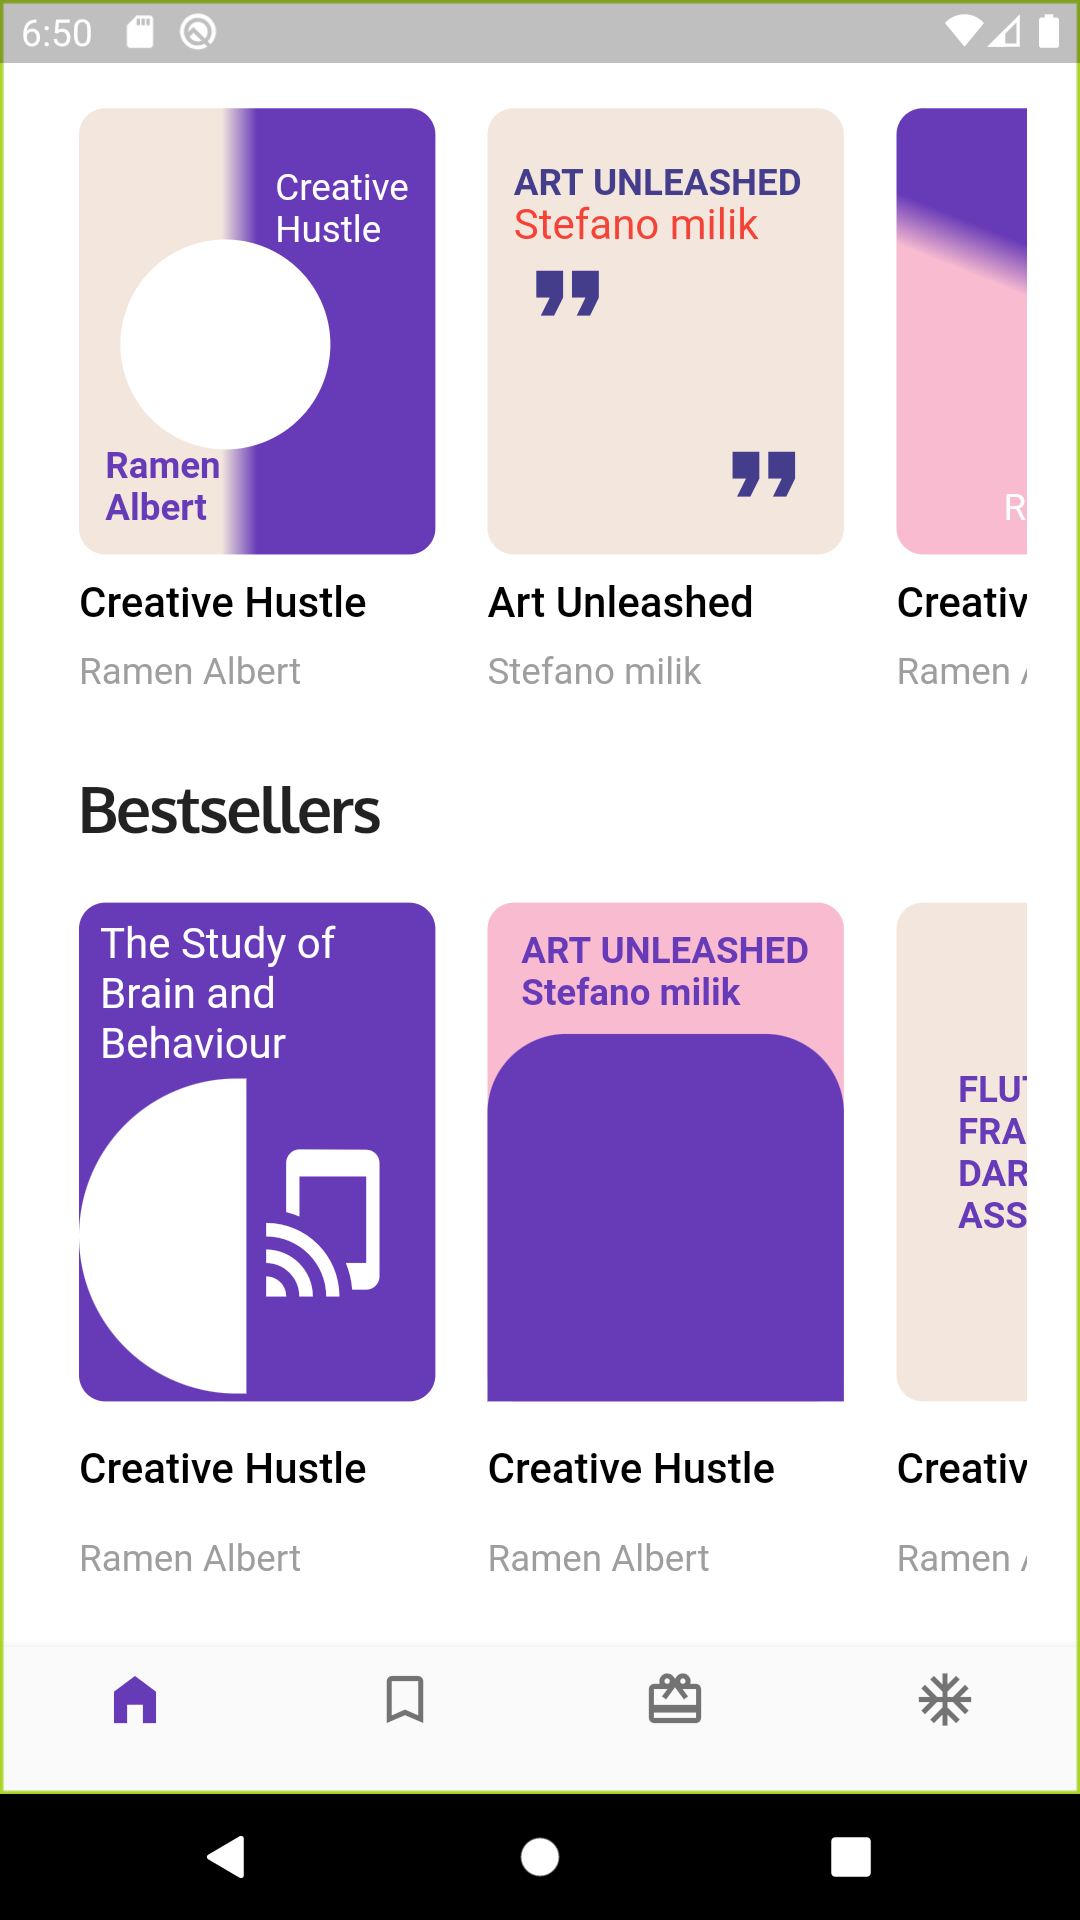 6:50
Creative
Hustle
Ramen
Albert
ART UNLEASHED
Stefano milik
R
Creative Hustle
Art Unleashed
Creativ
Ramen Albert
Stefano milik
Ramen
Bestsellers
The Study of
Brain and
Behaviour
ART UNLEASHED
Stefano milik
FLUT
FRA
DAR
ASS
Creative Hustle
Creative Hustle
Creativ
Ramen Albert
Ramen Albert
Ramen